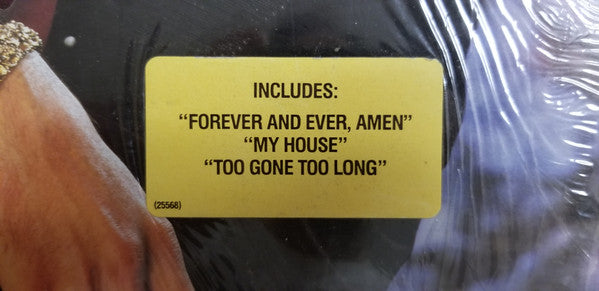 INCLUDES:
“FOREVER AND EVER, AMEN”
“MY HOUSE”
“TOO GONE TOO LONG”
(25568)